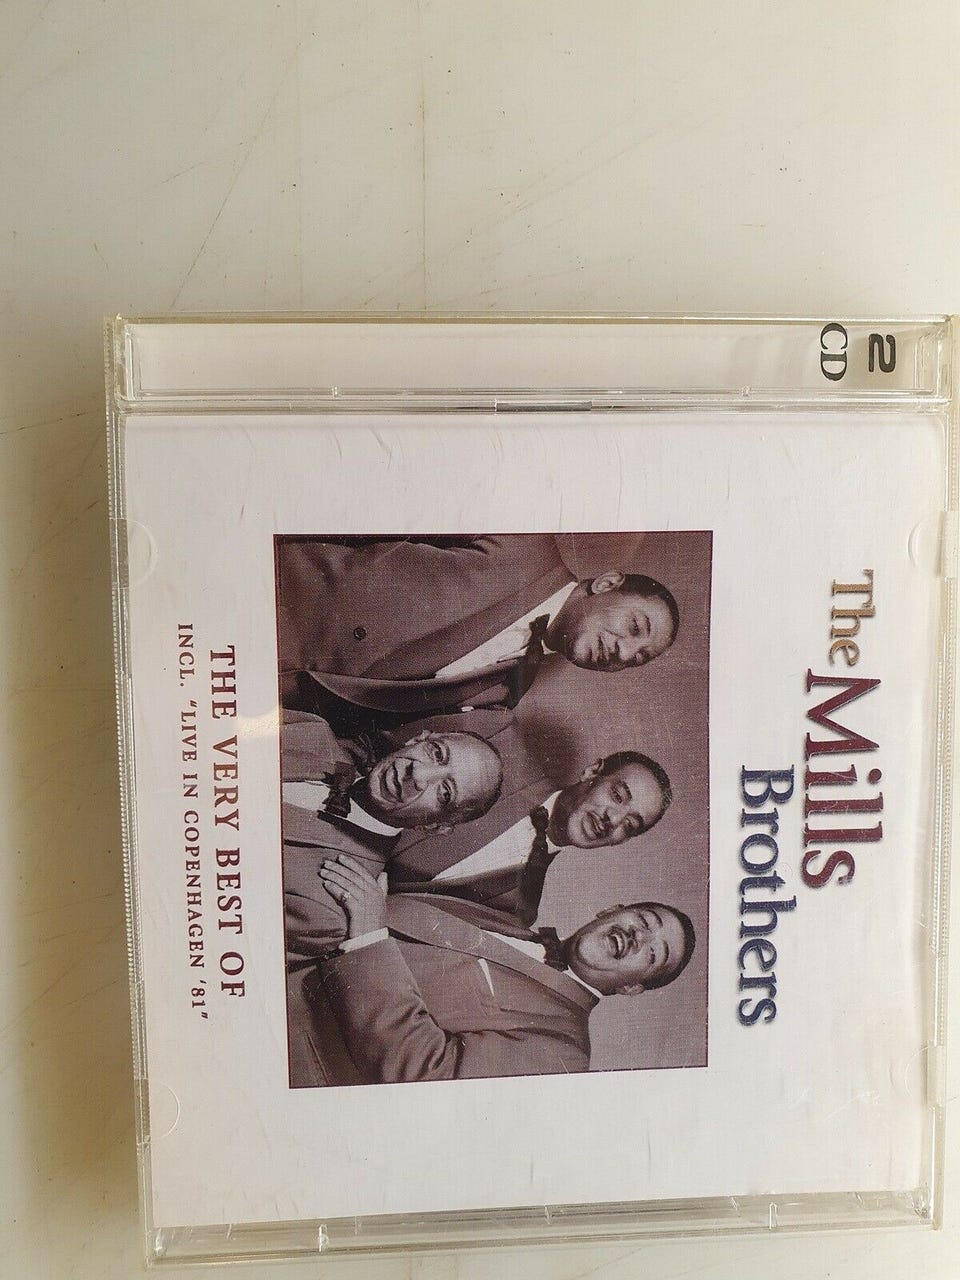 2
CD
The Mills
Brothers
THE VERY BEST OF
INCL. "LIVE IN COPENHAGEN '81"